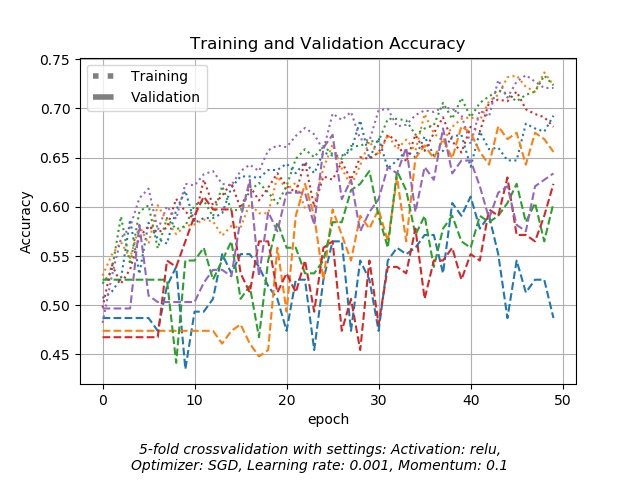 Training and Validation Accuracy
Training
Validation
0.75
0.70
0.65
0.60
0.55
0.50
0.45
Accuracy
0
10
20
30
40
50
epoch
5-fold crossvalidation with settings: Activation: relu,
Optimizer: SGD, Learning rate: 0.001, Momentum: 0.1